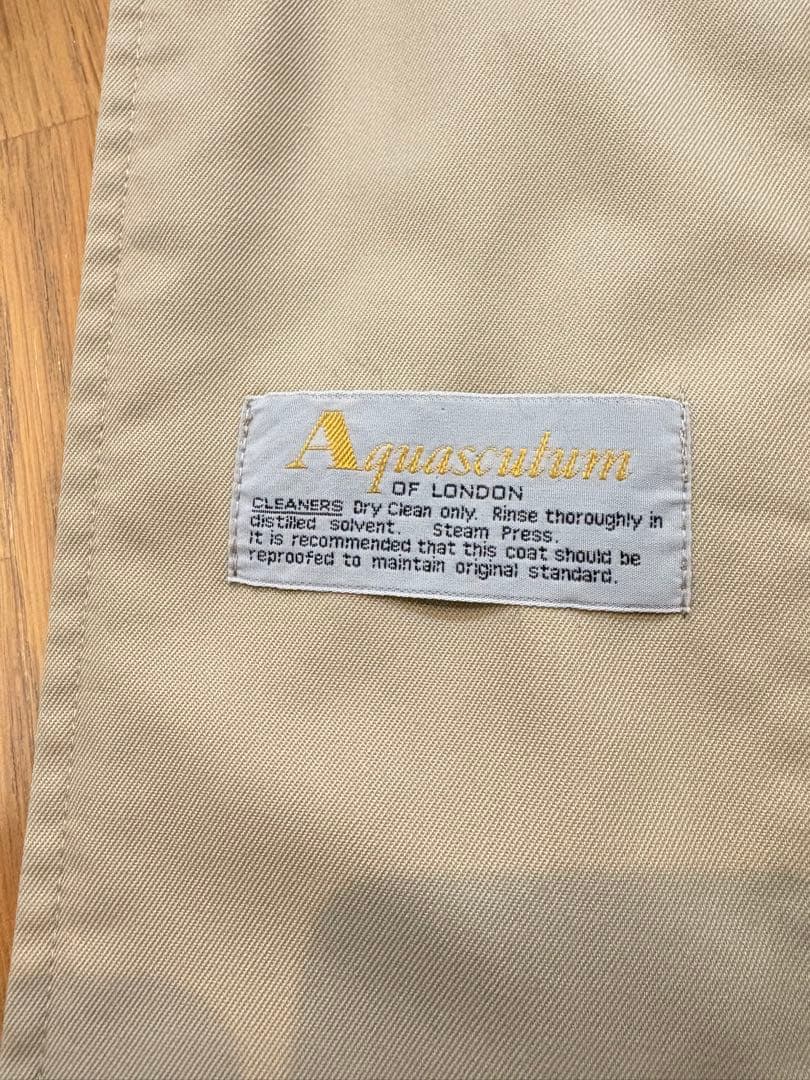 Aquascutum
OF LONDON
CLEANERS Dry Clean only. Rinse thoroughly in
distilled solvent. Steam Press.
It is recommended that this coat should be
reproofed to maintain original standard.